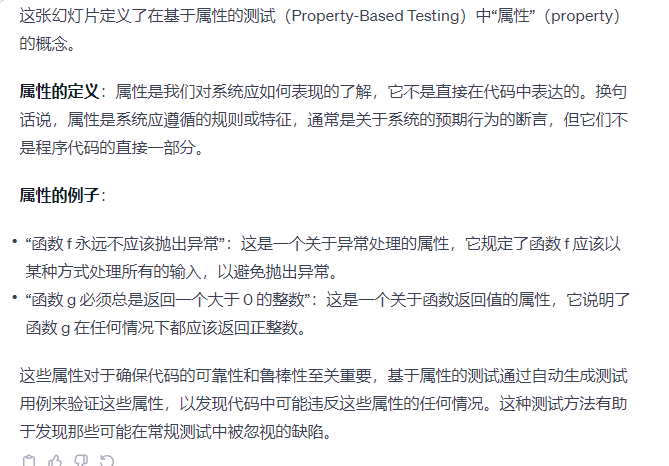 这张幻灯片定义了在基于属性的测试（Property-Based Testing）中“属性”（property）
的概念。
属性的定义：属性是我们对系统应如何表现的了解，它不是直接在代码中表达的。换句
话说，属性是系统应遵循的规则或特征，通常是关于系统的预期行为的断言，但它们不
是程序代码的直接一部分。
属性的例子：
• “函数 f 永远不应该抛出异常”：这是一个关于异常处理的属性，它规定了函数 f 应该以
某种方式处理所有的输入，以避免抛出异常。
• “函数 g 必须总是返回一个大于 0 的整数”：这是一个关于函数返回值的属性，它说明了
函数 g 在任何情况下都应该返回正整数。
这些属性对于确保代码的可靠性和鲁棒性至关重要，基于属性的测试通过自动生成测试
用例来验证这些属性，以发现代码中可能违反这些属性的任何情况。这种测试方法有助
于发现那些可能在常规测试中被忽视的缺陷。